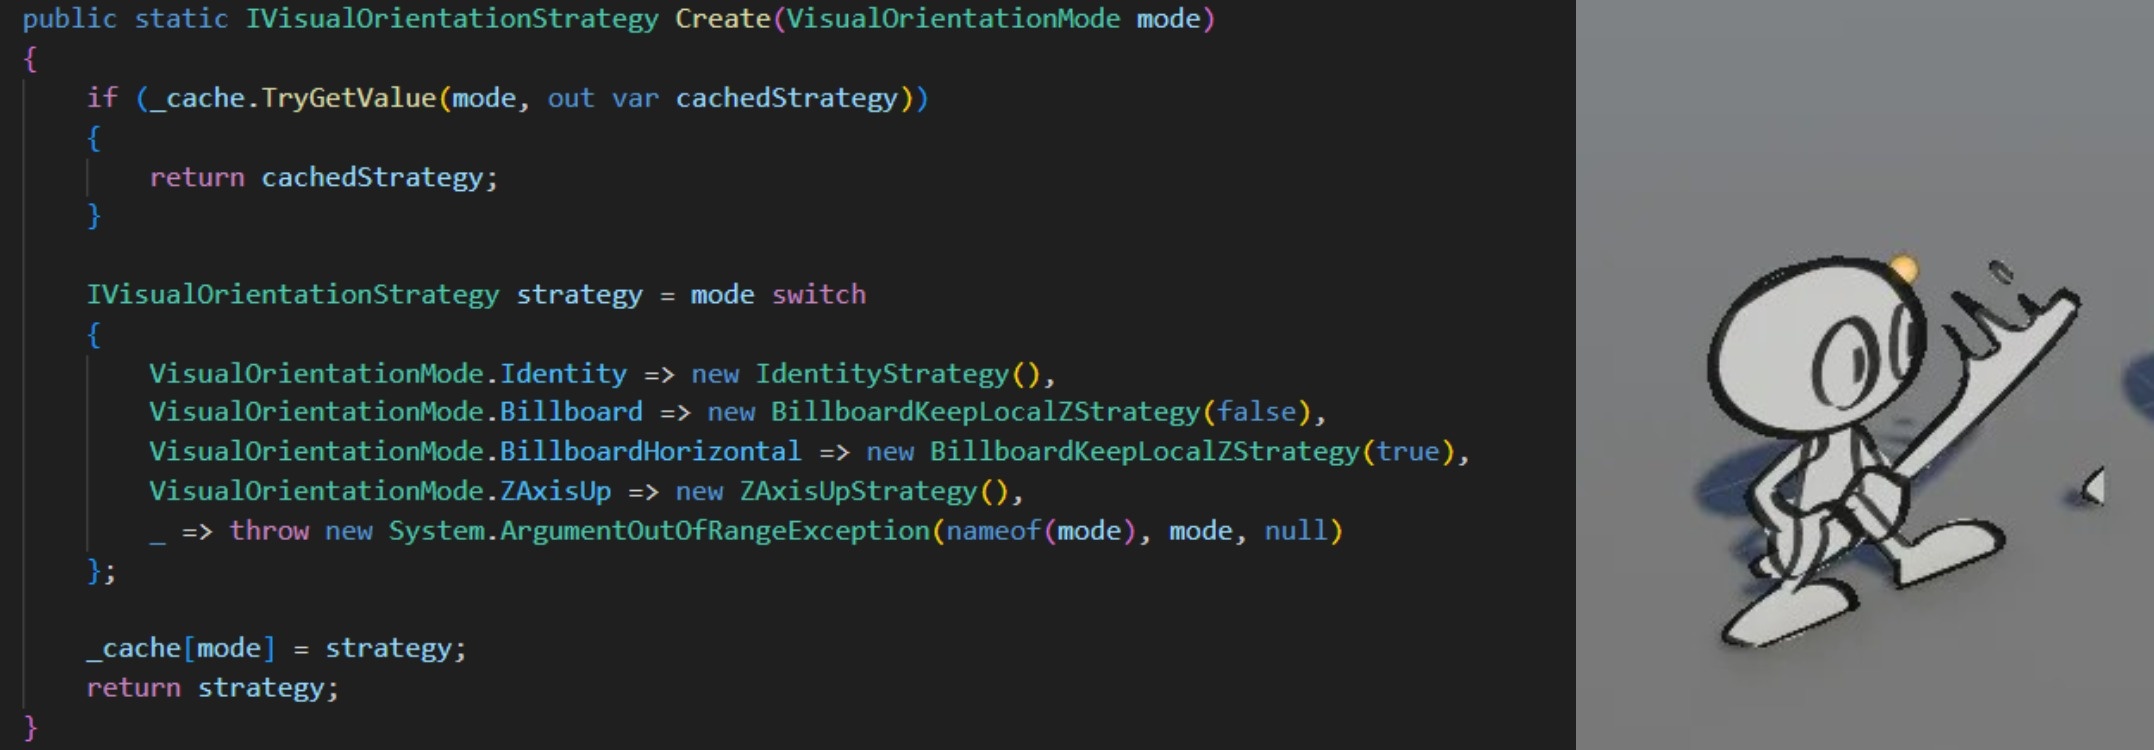 public static IVisualOrientationStrategy Create(VisualOrientationMode mode)
{
if (_cache.TryGetValue(mode, out var cachedStrategy))
{
return cachedStrategy;
}
IVisualOrientationStrategy strategy = mode switch
{
VisualOrientationMode.Identity => new IdentityStrategy(),
VisualOrientationMode.Billboard => new BillboardKeepLocalZStrategy(false),
VisualOrientationMode.BillboardHorizontal => new BillboardKeepLocalZStrategy(true),
VisualOrientationMode.ZAxisUp => new ZAxisUpStrategy(),
_ => throw new System.ArgumentOutOfRangeException(nameof(mode), mode, null)
};
_cache[mode] = strategy;
return strategy;
}